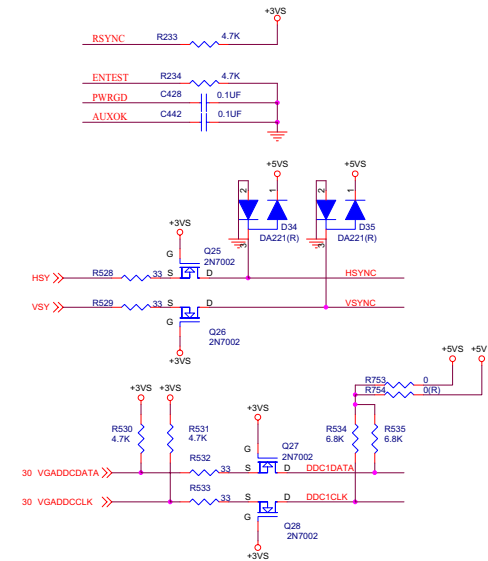 +3VS
RSYNC R233 4.7K
ENTEST R234 4.7K
PWRGD C428 0.1UF
AUXOK C442 0.1UF
+5VS +5VS
2 1 2 1
+3VS
D34 D35
DA221(R) DA221(R)
3 3
G Q25
2N7002
HSY R528 33 S D HSYNC
VSY R529 33 S D VSYNC
G Q26
2N7002
+3VS
+5VS +5V
R753 0
R754 0(R)
+3VS +3VS
+3VS
R530 4.7K
R531 4.7K
R534 6.8K
R535 6.8K
G Q27
2N7002
R532
30 VGADDCDATA 33 S D DDC1DATA
R533
30 VGADDCCLK 33 S D DDC1CLK
G Q28
2N7002
+3VS